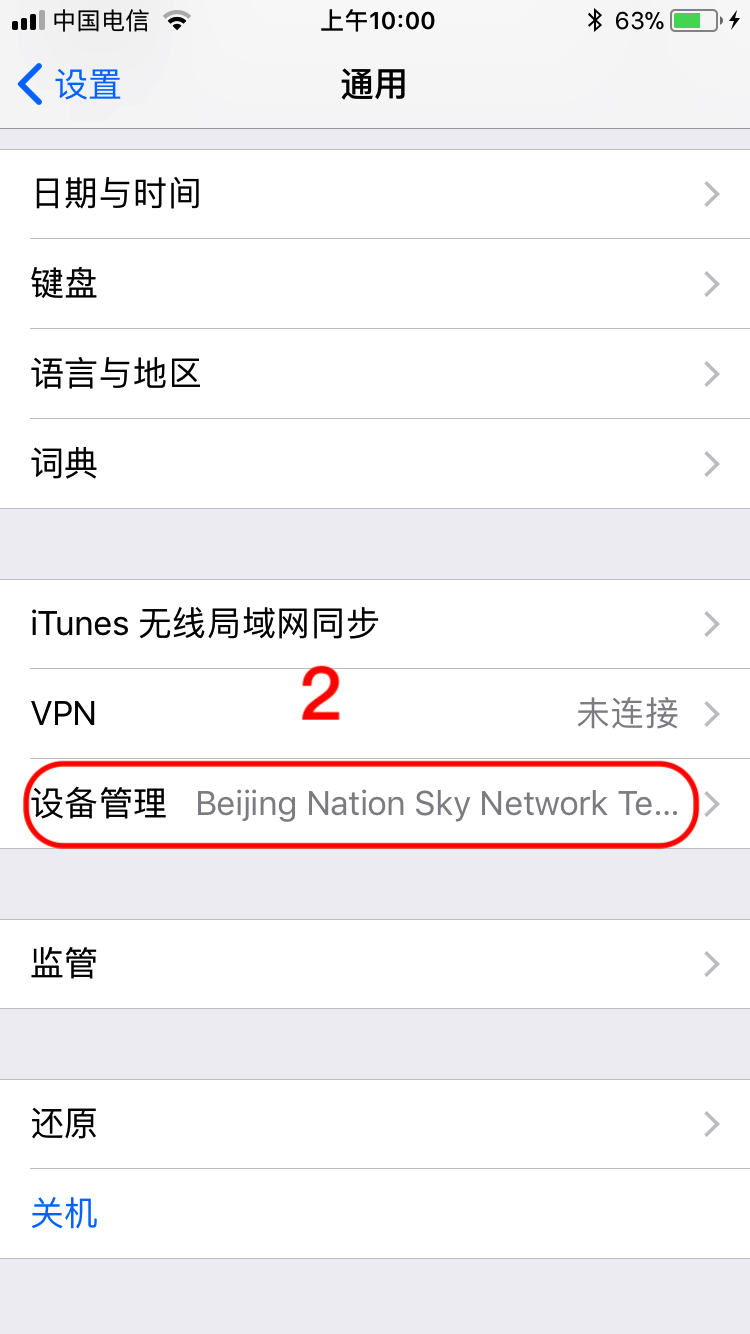 中国电信 上午10:00 63%
设置 通用
日期与时间
键盘
语言与地区
词典
iTunes 无线局域网同步
2
VPN 未连接
设备管理 Beijing Nation Sky Network Te...
监管
还原
关机